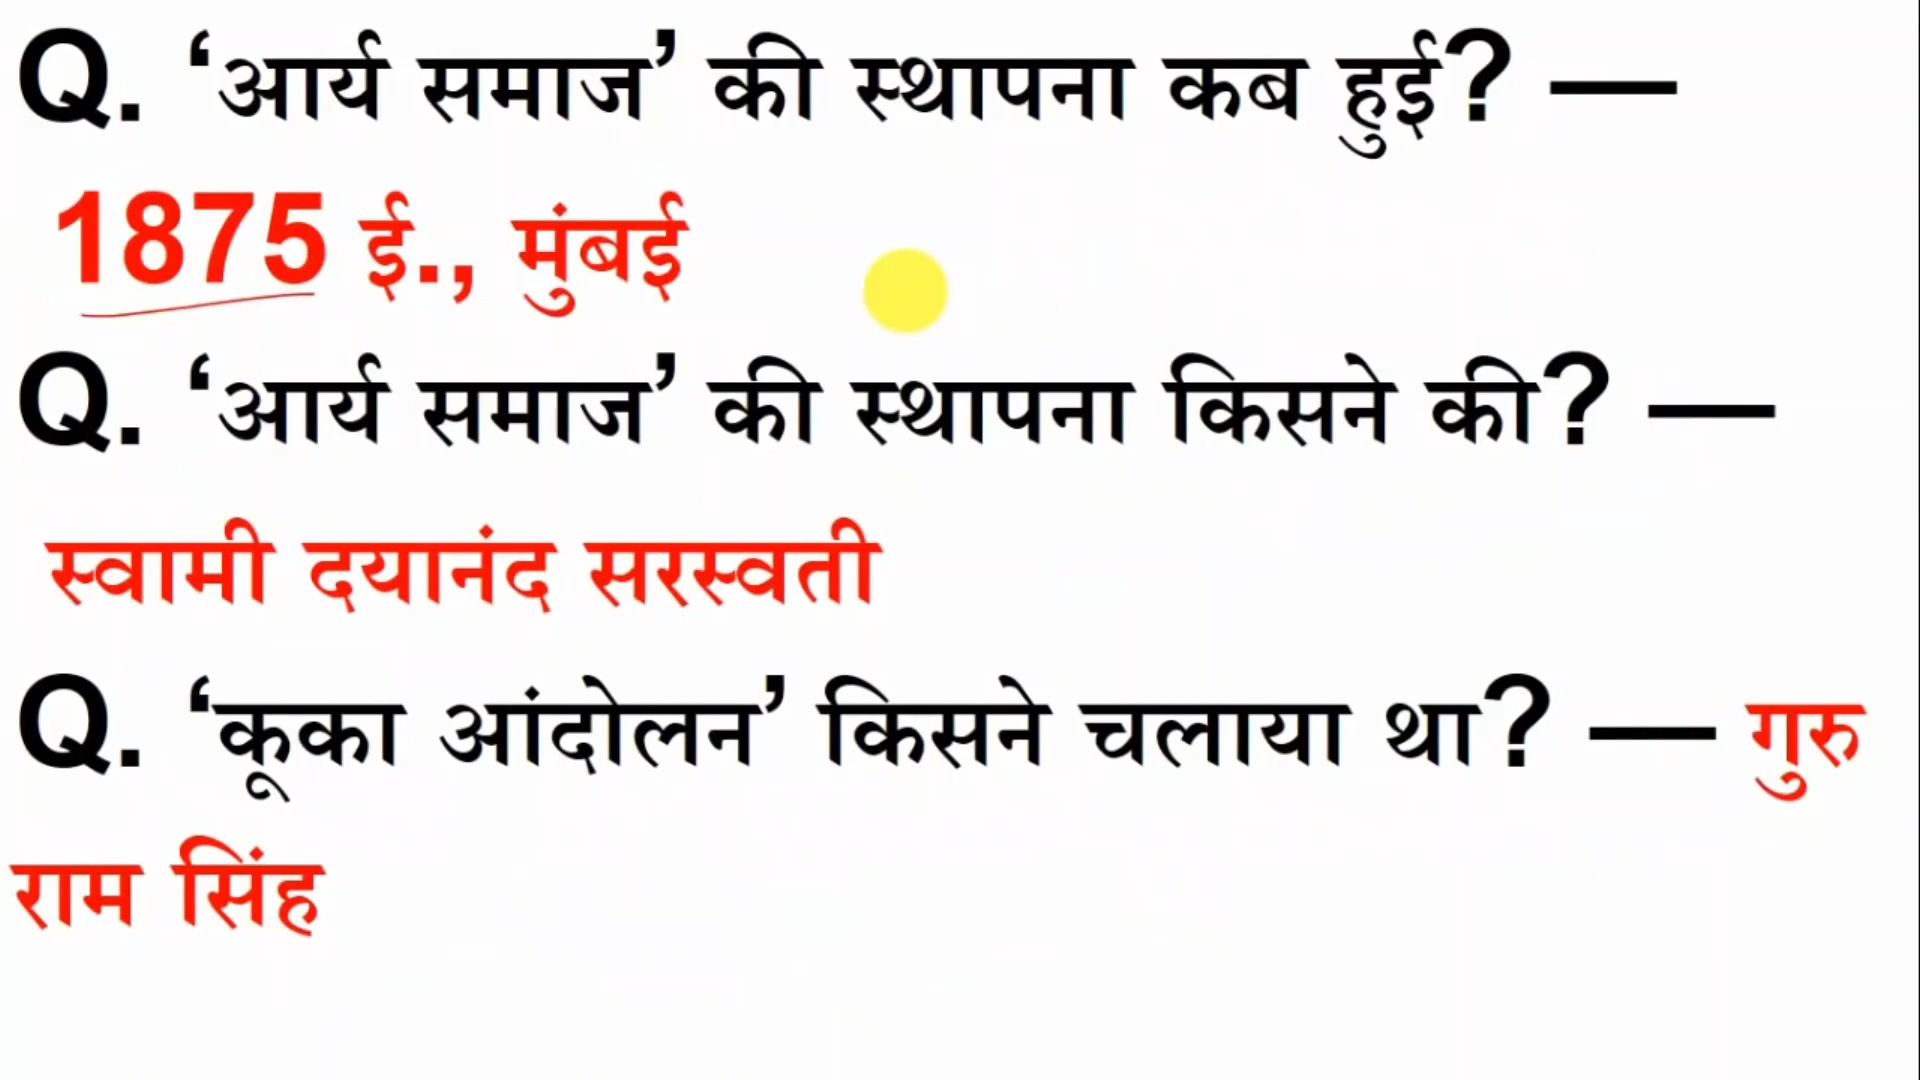 Q. ‘आर्य समाज’ की स्थापना कब हुई? —
1875 ई., मुंबई
Q. ‘आर्य समाज’ की स्थापना किसने की? —
स्वामी दयानंद सरस्वती
Q. ‘कूका आंदोलन’ किसने चलाया था? — गुरु
राम सिंह